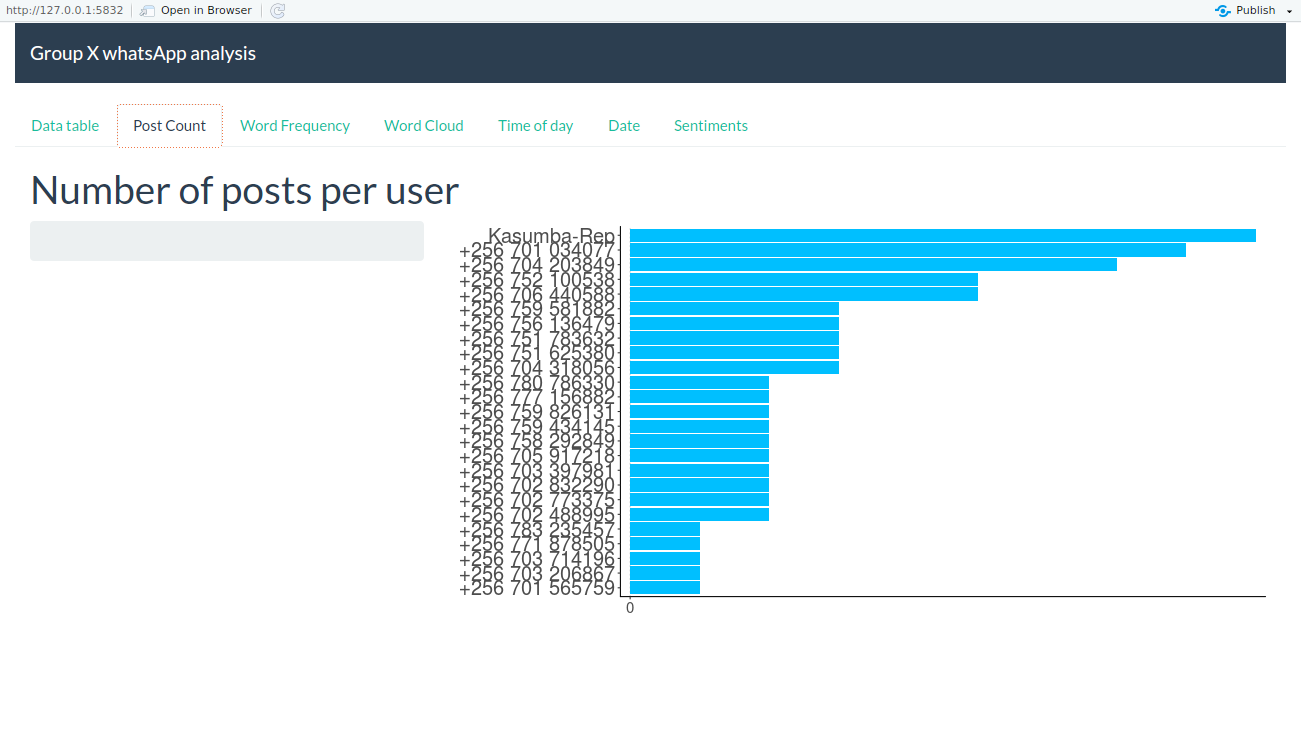 http://127.0.0.1:5832 Open in Browser Publish
Group X whatsApp analysis
Data table Post Count Word Frequency Word Cloud Time of day Date Sentiments
Number of posts per user
Kasumba-Rep
+256 701 034077
+256 704 203849
+256 752 100538
+256 706 440588
+256 759 581882
+256 756 136479
+256 751 783632
+256 751 625380
+256 704 318056
+256 780 786330
+256 777 156882
+256 759 826131
+256 759 434145
+256 758 292849
+256 705 917218
+256 703 397981
+256 702 832290
+256 702 773375
+256 702 488995
+256 783 235457
+256 771 878505
+256 703 714196
+256 703 206867
+256 701 565759
0